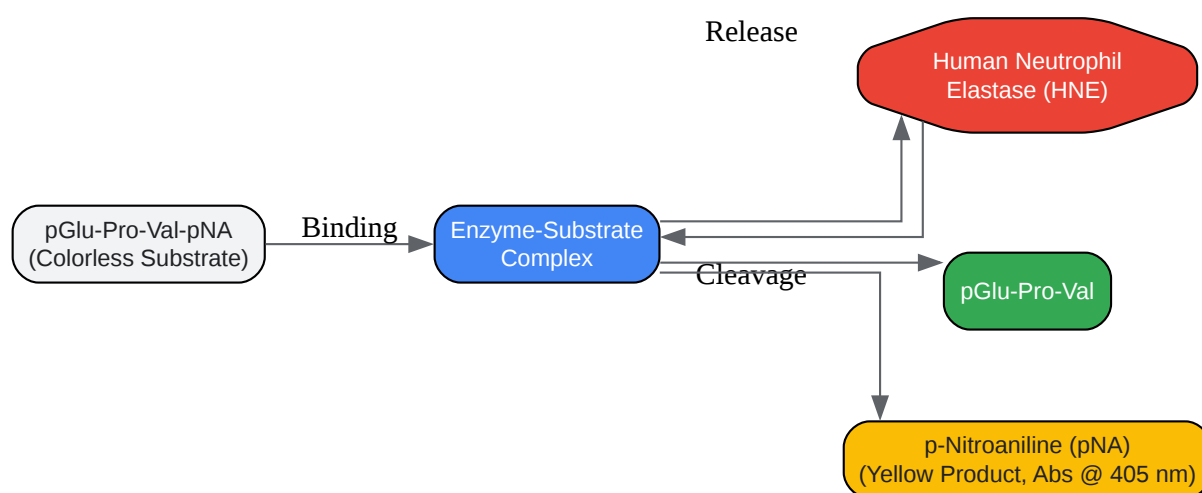 Release
Human Neutrophil
Elastase (HNE)
pGlu-Pro-Val-pNA
(Colorless Substrate)
Binding
Enzyme-Substrate
Complex
Cleavage
pGlu-Pro-Val
p-Nitroaniline (pNA)
(Yellow Product, Abs @ 405 nm)